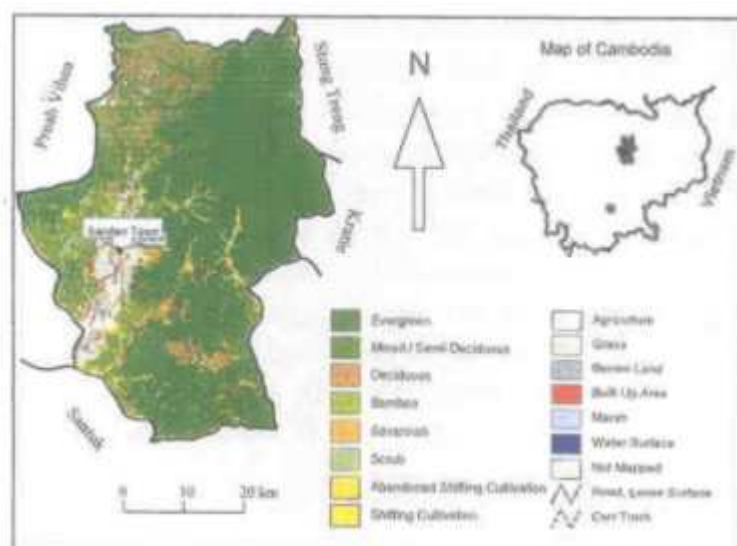 N
Map of Cambodia
Preah Vihear
Stung Treng
Thailand
Vietnam
Kratie
Sandan Town
Evergreen
Mixed / Semi-Deciduous
Deciduous
Bamboo
Savannah
Scrub
Abandoned Shifting Cultivation
Shifting Cultivation
Agriculture
Grass
Barren Land
Built Up Area
Marsh
Water Surface
Not Mapped
Road, Loose Surface
Cart Track
Santuk
0 10 20 km